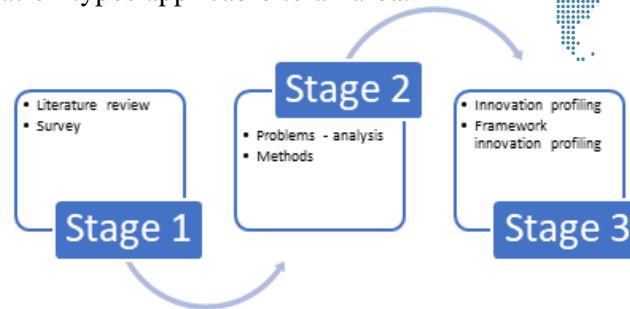 Stage 2
• Literature review
• Survey
• Problems - analysis
• Methods
• Innovation profiling
• Framework
innovation profiling
Stage 1
Stage 3